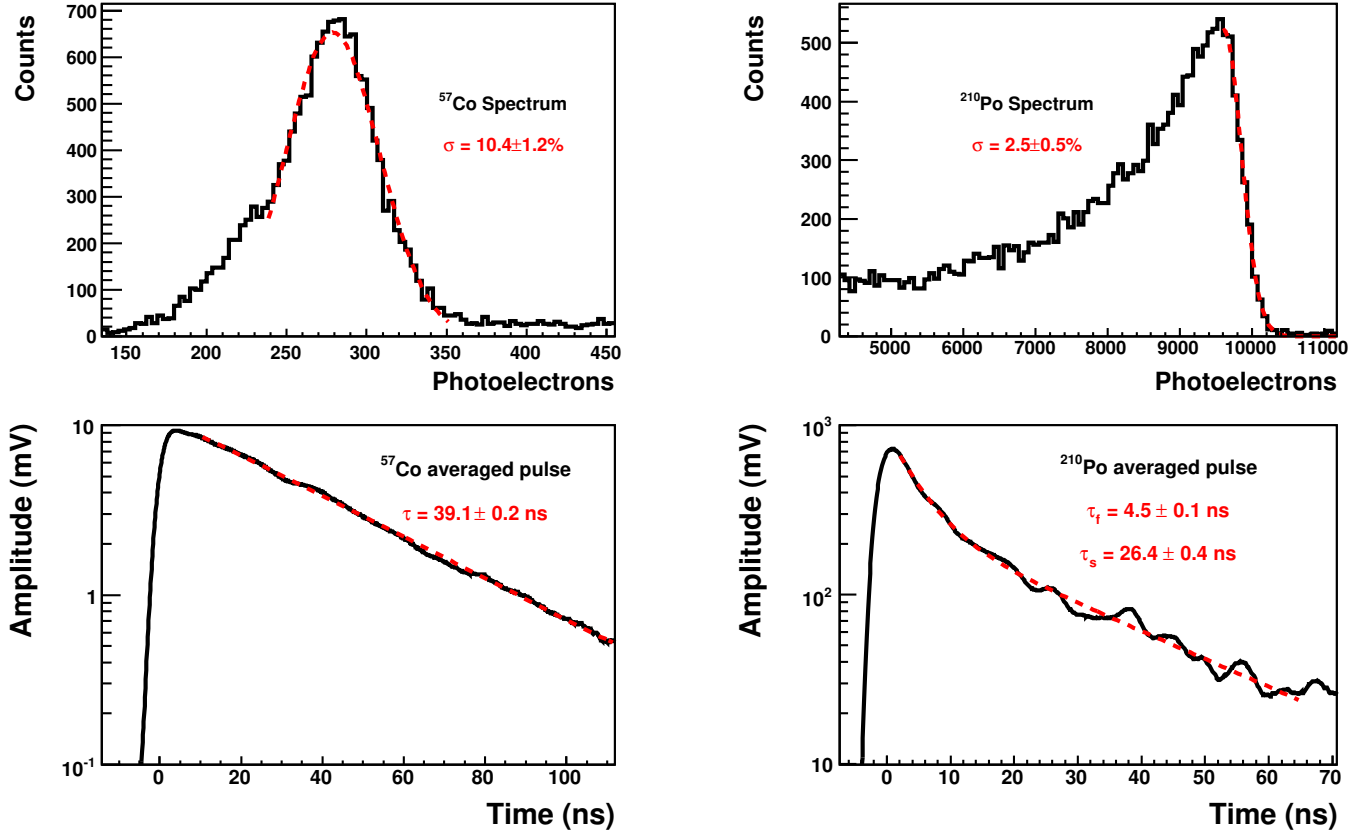 Counts
700
600
500
400
300
200
100
0
⁵⁷Co Spectrum
σ = 10.4±1.2%
150 200 250 300 350 400 450
Photoelectrons
Counts
500
400
300
200
100
0
²¹⁰Po Spectrum
σ = 2.5±0.5%
5000 6000 7000 8000 9000 10000 11000
Photoelectrons
Amplitude (mV)
10
1
10⁻¹
⁵⁷Co averaged pulse
τ = 39.1± 0.2 ns
0 20 40 60 80 100
Time (ns)
Amplitude (mV)
10³
10²
10
²¹⁰Po averaged pulse
τf = 4.5 ± 0.1 ns
τs = 26.4 ± 0.4 ns
0 10 20 30 40 50 60 70
Time (ns)